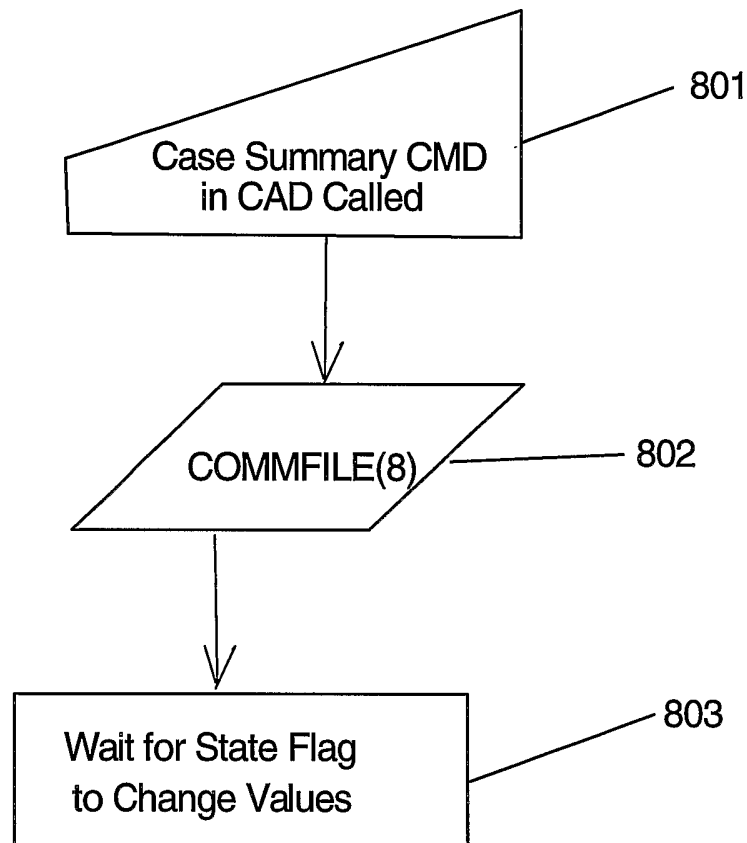 801
Case Summary CMD
in CAD Called
COMMFILE(8)
802
803
Wait for State Flag
to Change Values